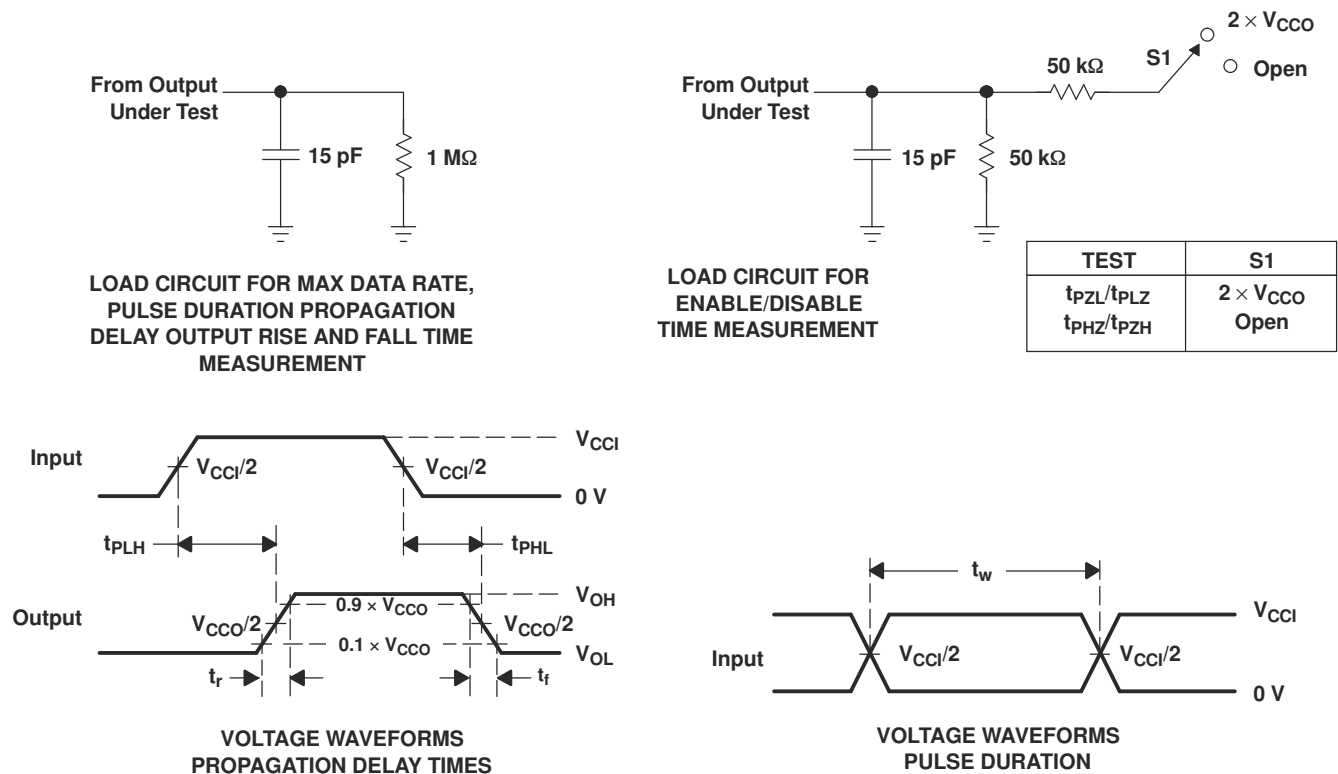 From Output
Under Test
15 pF
1 MΩ
LOAD CIRCUIT FOR MAX DATA RATE,
PULSE DURATION PROPAGATION
DELAY OUTPUT RISE AND FALL TIME
MEASUREMENT
From Output
Under Test
15 pF
50 kΩ
50 kΩ
S1
2 × VCCO
Open
LOAD CIRCUIT FOR
ENABLE/DISABLE
TIME MEASUREMENT
TEST S1
tPZL/tPLZ 2 × VCCO
tPHZ/tPZH Open
Input
VCCI/2
VCCI/2
VCCI
0 V
tPLH
tPHL
Output
VCCO/2
0.9 × VCCO
0.1 × VCCO
VCCO/2
VOH
VOL
tr
tf
VOLTAGE WAVEFORMS
PROPAGATION DELAY TIMES
tw
Input
VCCI/2
VCCI/2
VCCI
0 V
VOLTAGE WAVEFORMS
PULSE DURATION